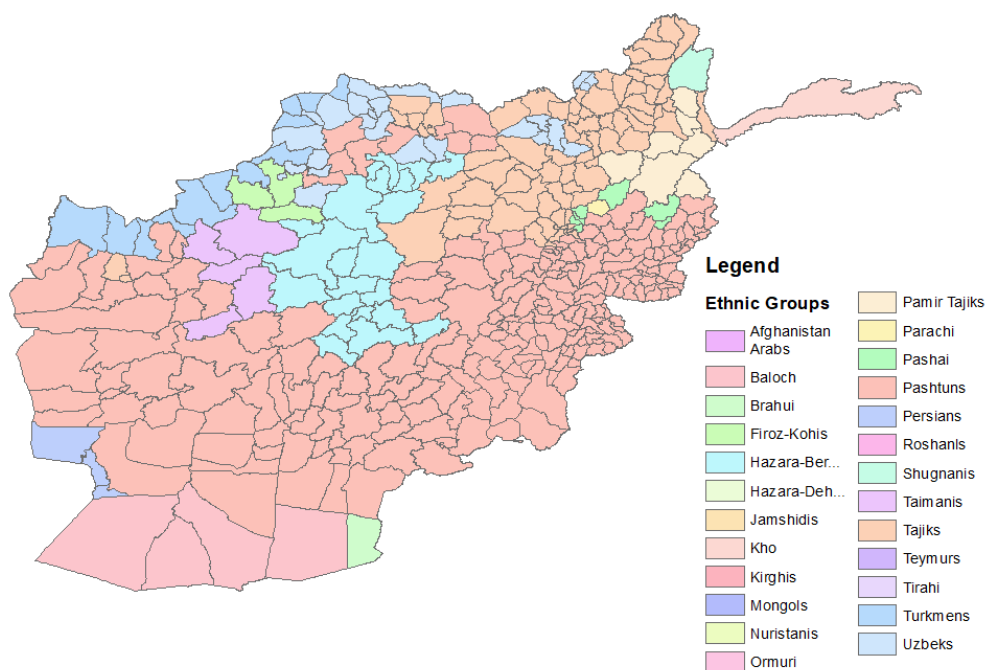 Legend
Ethnic Groups
Afghanistan
Arabs
Baloch
Brahui
Firoz-Kohis
Hazara-Ber...
Hazara-Deh...
Jamshidis
Kho
Kirghis
Mongols
Nuristanis
Ormuri
Pamir Tajiks
Parachi
Pashai
Pashtuns
Persians
Roshanls
Shugnanis
Taimanis
Tajiks
Teymurs
Tirahi
Turkmens
Uzbeks